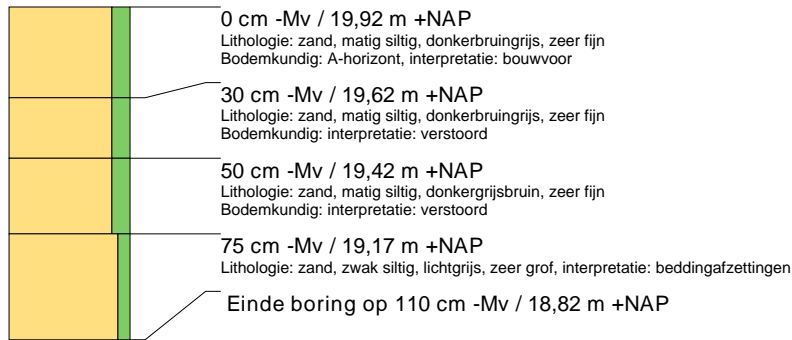 0 cm -Mv / 19,92 m +NAP
Lithologie: zand, matig siltig, donkerbruingrijs, zeer fijn
Bodemkundig: A-horizont, interpretatie: bouwvoor
30 cm -Mv / 19,62 m +NAP
Lithologie: zand, matig siltig, donkerbruingrijs, zeer fijn
Bodemkundig: interpretatie: verstoord
50 cm -Mv / 19,42 m +NAP
Lithologie: zand, matig siltig, donkergrijsbruin, zeer fijn
Bodemkundig: interpretatie: verstoord
75 cm -Mv / 19,17 m +NAP
Lithologie: zand, zwak siltig, lichtgrijs, zeer grof, interpretatie: beddingafzettingen
Einde boring op 110 cm -Mv / 18,82 m +NAP